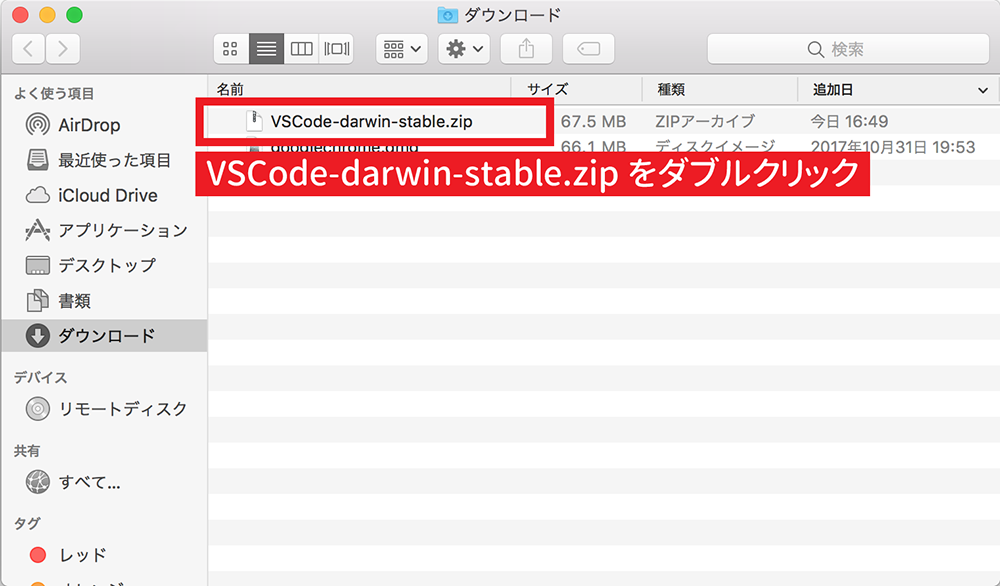 ダウンロード
検索
よく使う項目
AirDrop
最近使った項目
iCloud Drive
アプリケーション
デスクトップ
書類
ダウンロード
デバイス
リモートディスク
共有
すべて...
タグ
レッド
オレンジ
名前 サイズ 種類 追加日
VSCode-darwin-stable.zip 67.5 MB ZIPアーカイブ 今日 16:49
googlechrome.dmg 66.1 MB ディスクイメージ 2017年10月31日 19:53
VSCode-darwin-stable.zip をダブルクリック